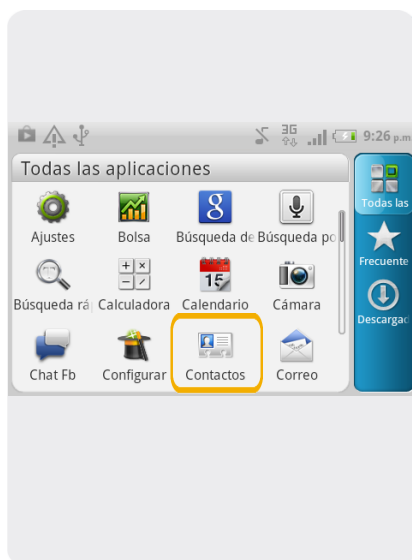 3G
9:26 p.m
Todas las aplicaciones
Todas las
Ajustes
Bolsa
Búsqueda de
Búsqueda po
Frecuente
Búsqueda rá
Calculadora
15
Calendario
Cámara
Descargad
Chat Fb
Configurar
Contactos
Correo